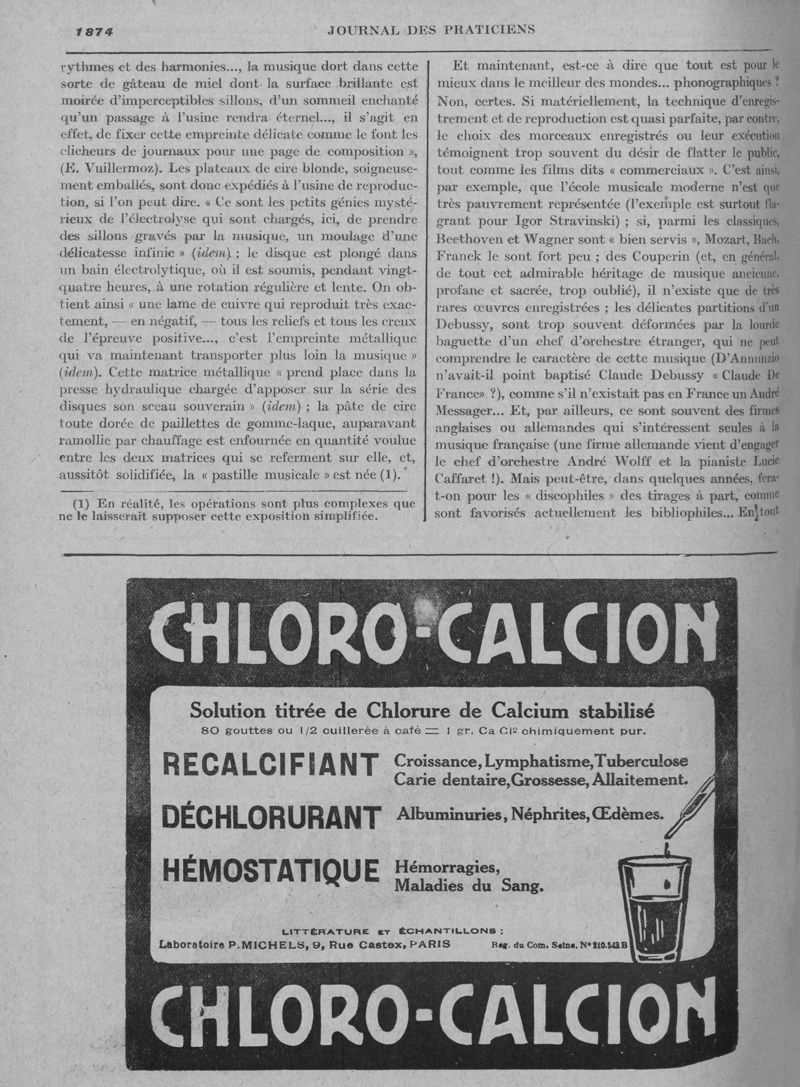 1874
JOURNAL DES PRATICIENS
rythmes et des harmonies..., la musique dort dans cette
sorte de gâteau de miel dont la surface brillante est
moirée d'imperceptibles sillons, d'un sommeil enchanté
qu'un passage à l'usine rendra éternel..., il s'agit en
effet, de fixer cette empreinte délicate comme le font les
clicheurs de journaux pour une page de composition »,
(E. Vuillermoz). Les plateaux de cire blonde, soigneuse-
ment emballés, sont donc expédiés à l'usine de reproduc-
tion, si l'on peut dire. « Ce sont les petits génies mysté-
rieux de l'électrolyse qui sont chargés, ici, de prendre
des sillons gravés par la musique, un moulage d'une
délicatesse infinie » (idem) ; le disque est plongé dans
un bain électrolytique, où il est soumis, pendant vingt-
quatre heures, à une rotation régulière et lente. On ob-
tient ainsi « une lame de cuivre qui reproduit très exac-
tement, — en négatif, — tous les reliefs et tous les creux
de l'épreuve positive..., c'est l'empreinte métallique
qui va maintenant transporter plus loin la musique »
(idem). Cette matrice métallique « prend place dans la
presse hydraulique chargée d'apposer sur la série des
disques son sceau souverain » (idem) ; la pâte de cire
toute dorée de paillettes de gomme-laque, auparavant
ramollie par chauffage est enfournée en quantité voulue
entre les deux matrices qui se referment sur elle, et,
aussitôt solidifiée, la « pastille musicale » est née (1).
(1) En réalité, les opérations sont plus complexes que
ne le laisserait supposer cette exposition simplifiée.
Et maintenant, est-ce à dire que tout est pour le
mieux dans le meilleur des mondes... phonographiques ?
Non, certes. Si matériellement, la technique d'enregis-
trement et de reproduction est quasi parfaite, par contre,
le choix des morceaux enregistrés ou leur exécution
témoignent trop souvent du désir de flatter le public,
tout comme les films dits « commerciaux ». C'est ainsi,
par exemple, que l'école musicale moderne n'est que
très pauvrement représentée (l'exemple est surtout fla-
grant pour Igor Stravinski) ; si, parmi les classiques,
Beethoven et Wagner sont « bien servis », Mozart, Bach,
Franck le sont fort peu ; des Couperin (et, en général,
de tout cet admirable héritage de musique ancienne,
profane et sacrée, trop oublié), il n'existe que de très
rares œuvres enregistrées ; les délicates partitions d'un
Debussy, sont trop souvent déformées par la lourde
baguette d'un chef d'orchestre étranger, qui ne peut
comprendre le caractère de cette musique (D'Annunzio
n'avait-il point baptisé Claude Debussy « Claude De
France» ?), comme s'il n'existait pas en France un André
Messager... Et, par ailleurs, ce sont souvent des firmes
anglaises ou allemandes qui s'intéressent seules à la
musique française (une firme allemande vient d'engager
le chef d'orchestre André Wolff et la pianiste Lucie
Caffaret !). Mais peut-être, dans quelques années, fera-
t-on pour les « discophiles » des tirages à part, comme
sont favorisés actuellement les bibliophiles... En tout
CHLORO-CALCION
Solution titrée de Chlorure de Calcium stabilisé
80 gouttes ou 1/2 cuillerée à café = 1 gr. Ca Cl² chimiquement pur.
RECALCIFIANT Croissance, Lymphatisme, Tuberculose
Carie dentaire, Grossesse, Allaitement.
DÉCHLORURANT Albuminuries, Néphrites, Œdèmes.
HÉMOSTATIQUE Hémorragies,
Maladies du Sang.
LITTÉRATURE ET ÉCHANTILLONS :
Laboratoire P. MICHELS, 9, Rue Castex, PARIS Reg. du Com. Seine, N° 210.542 B
CHLORO-CALCION